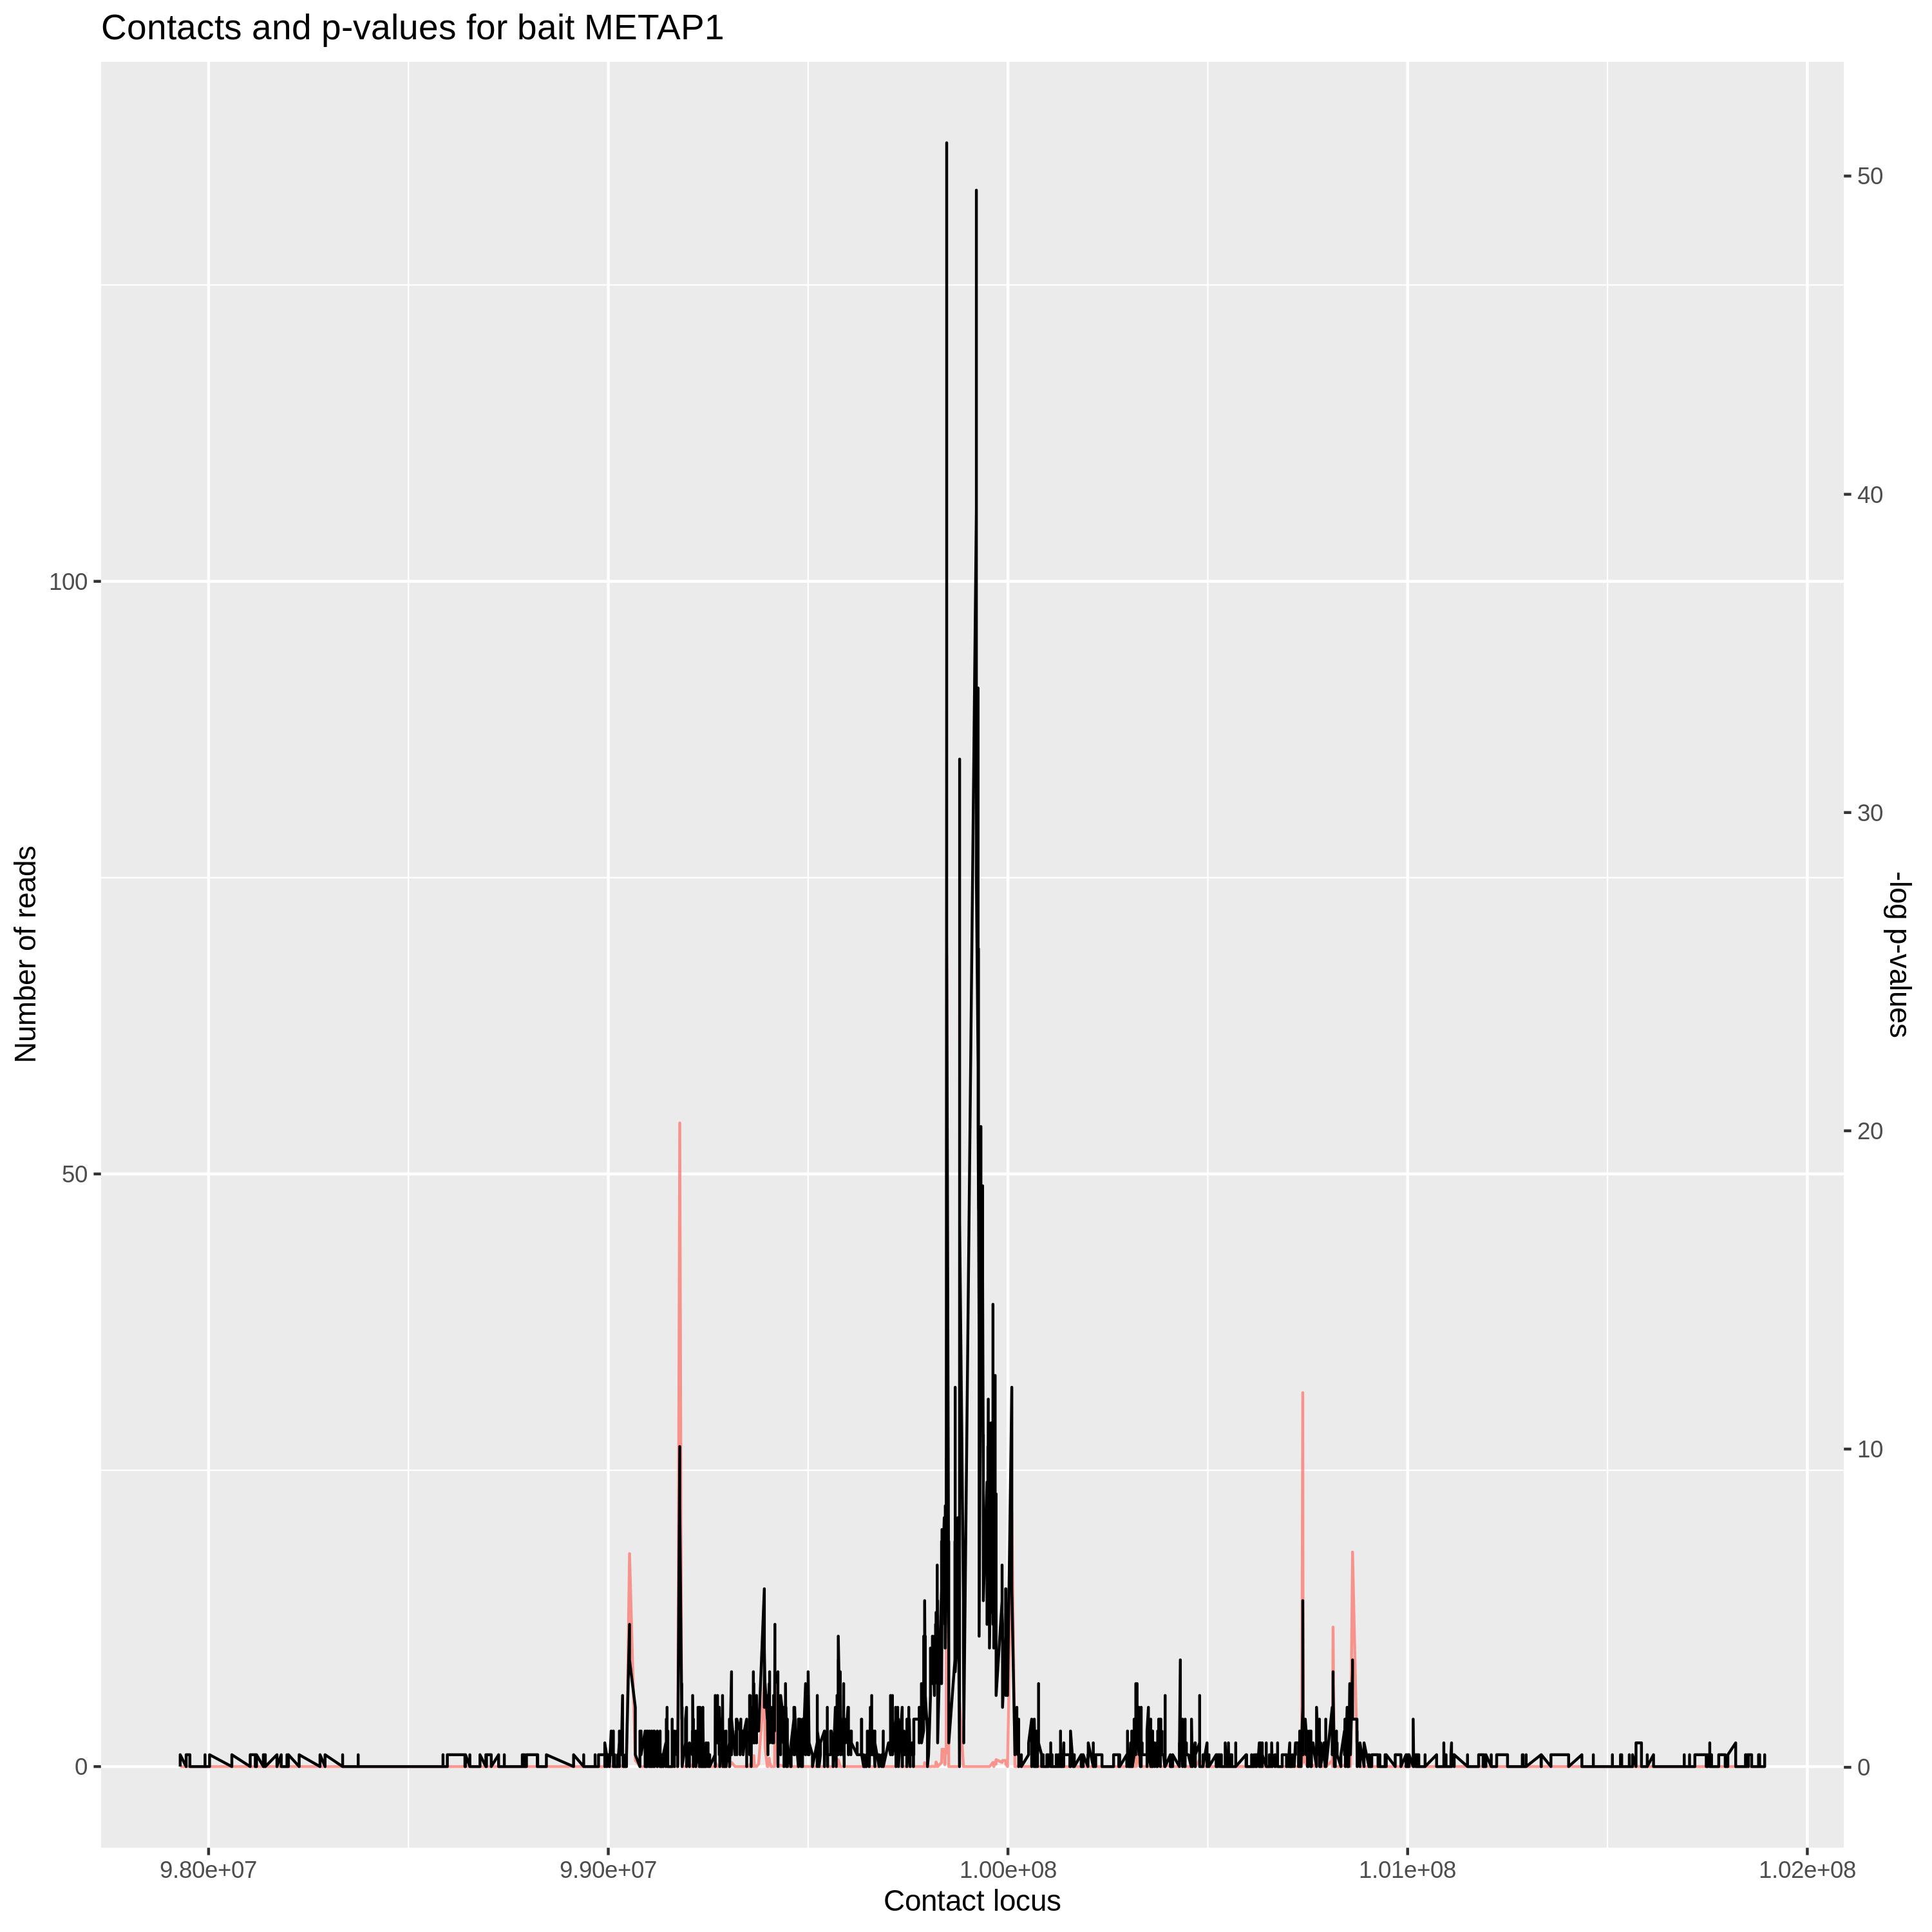 Contacts and p-values for bait METAP1
100
50
0
Number of reads
50
40
30
20
10
0
-log p-values
9.80e+07
9.90e+07
1.00e+08
1.01e+08
1.02e+08
Contact locus